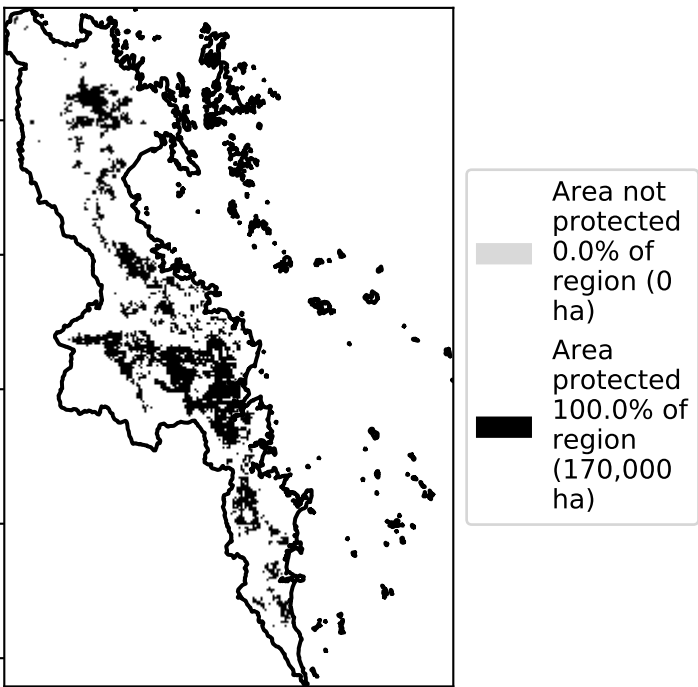 Area not
protected
0.0% of
region (0
ha)
Area
protected
100.0% of
region
(170,000
ha)